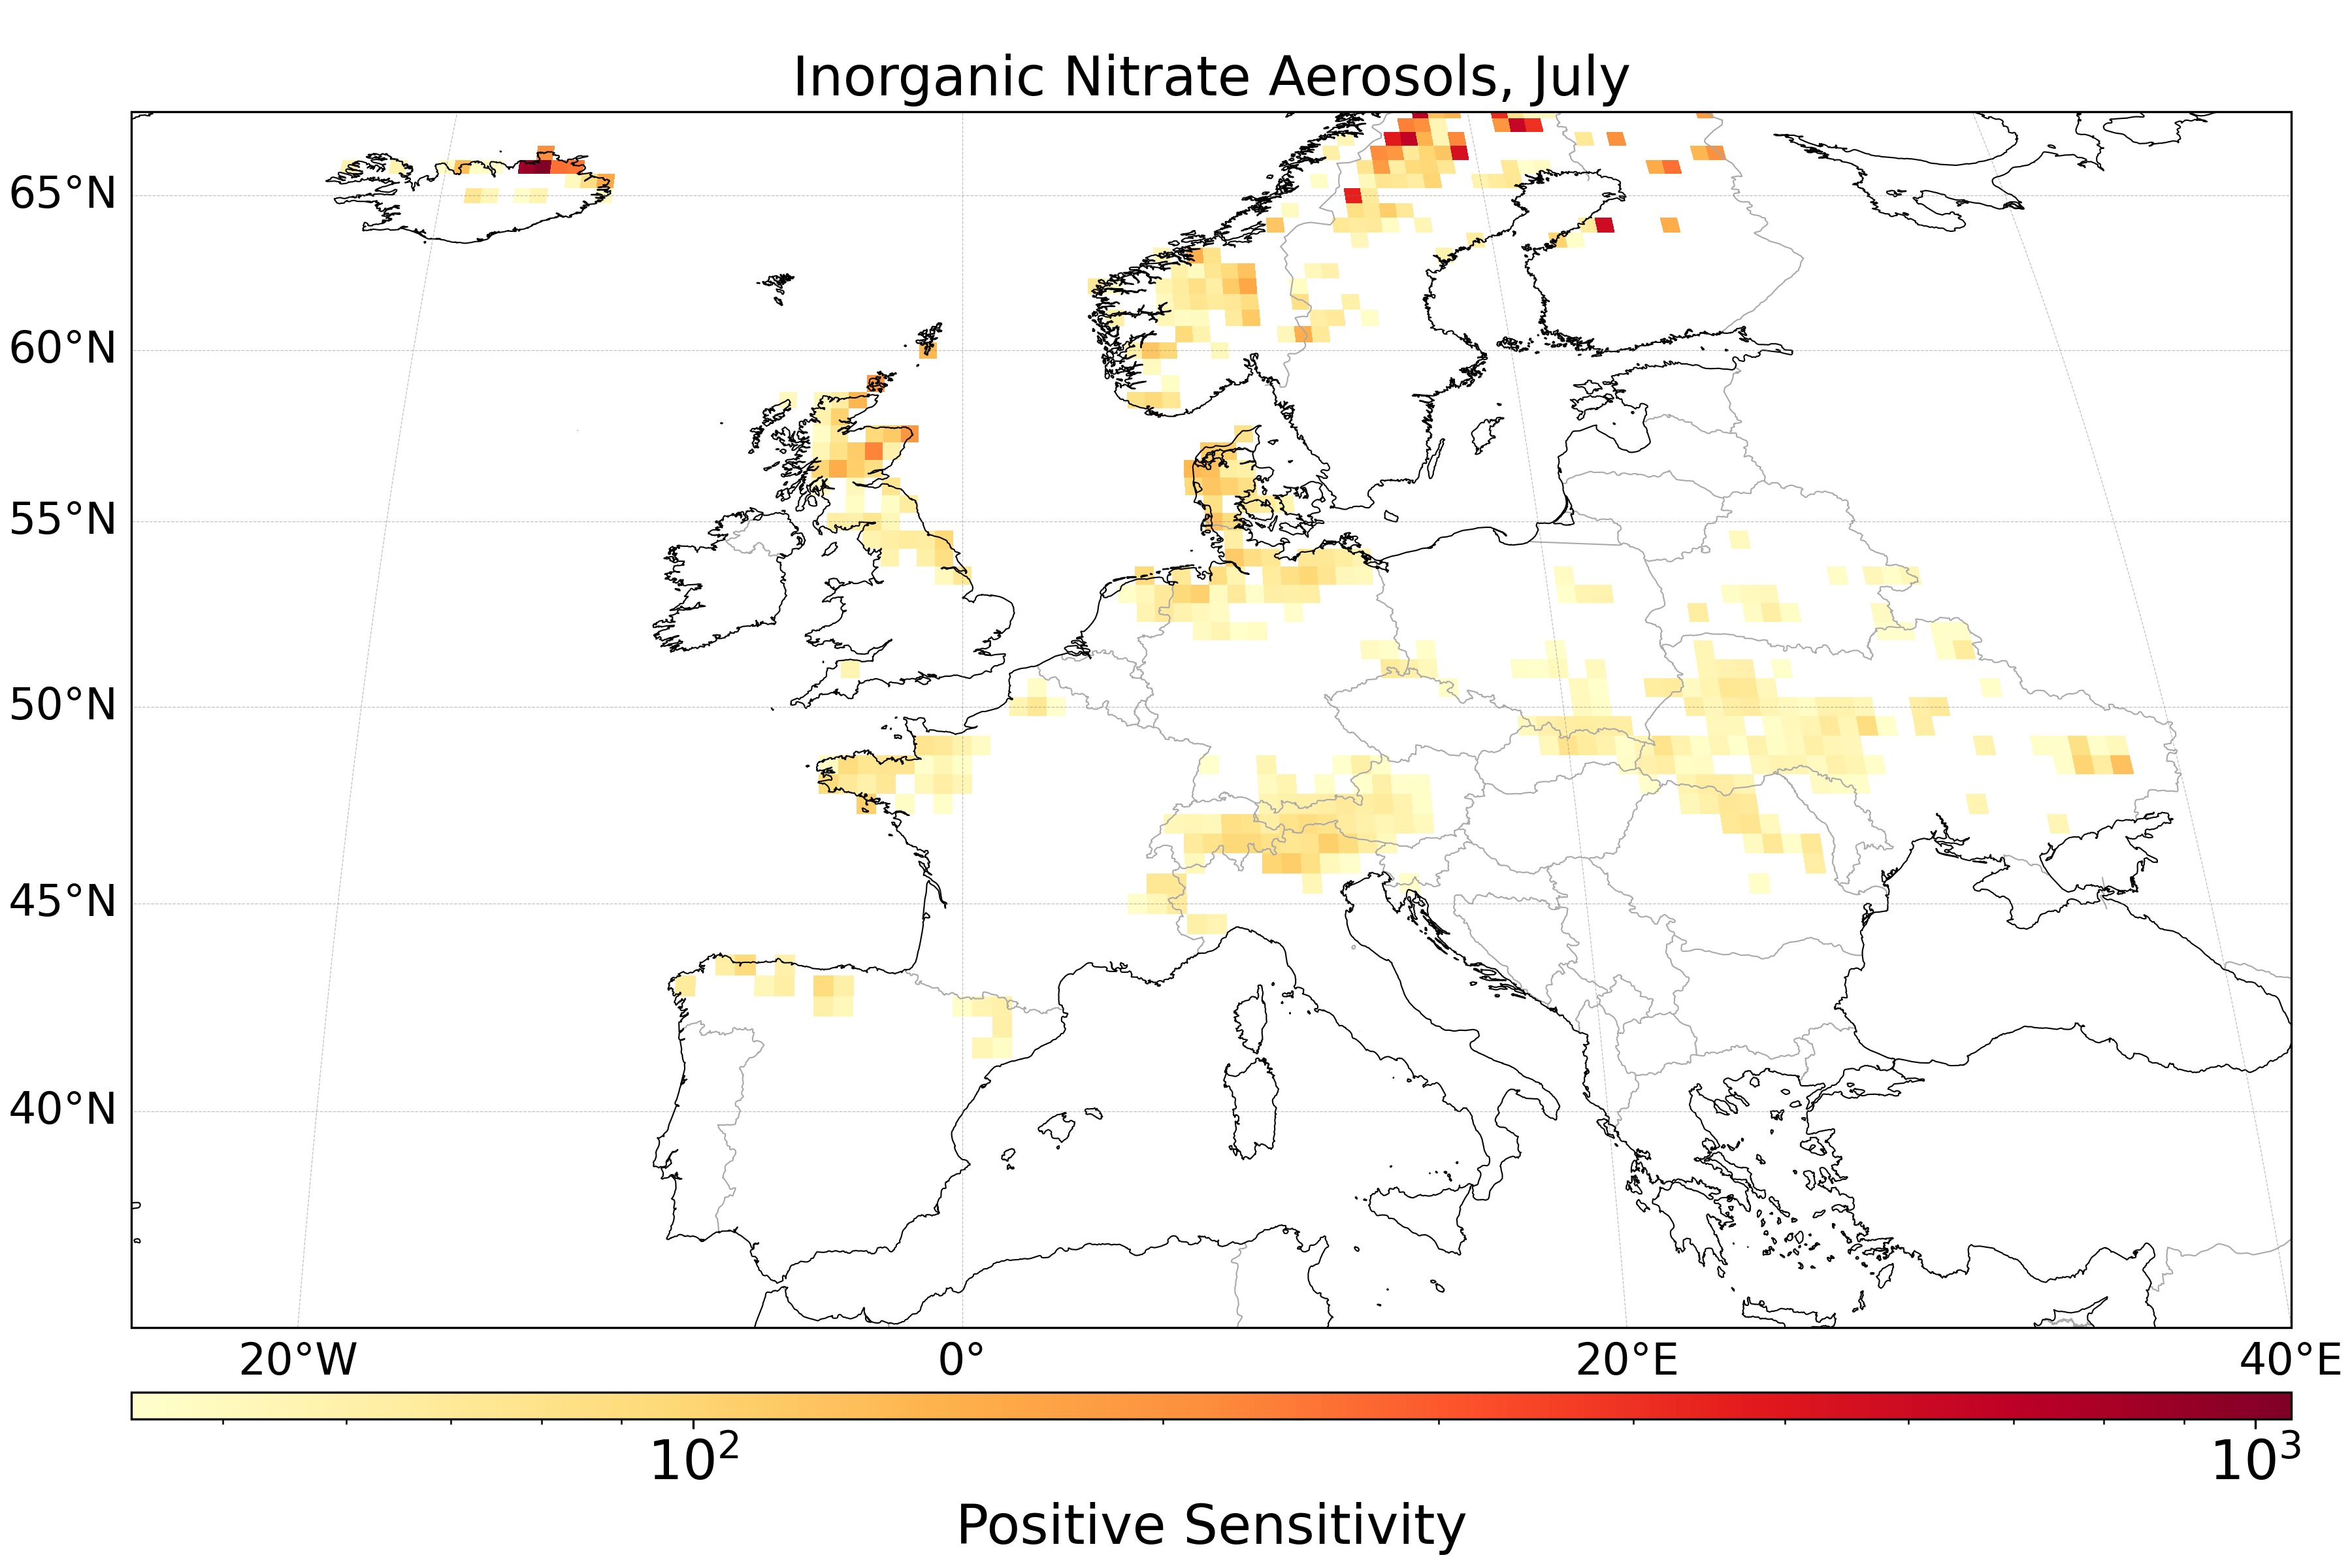 Inorganic Nitrate Aerosols, July
65°N
60°N
55°N
50°N
45°N
40°N
20°W 0° 20°E 40°E
10² 10³
Positive Sensitivity